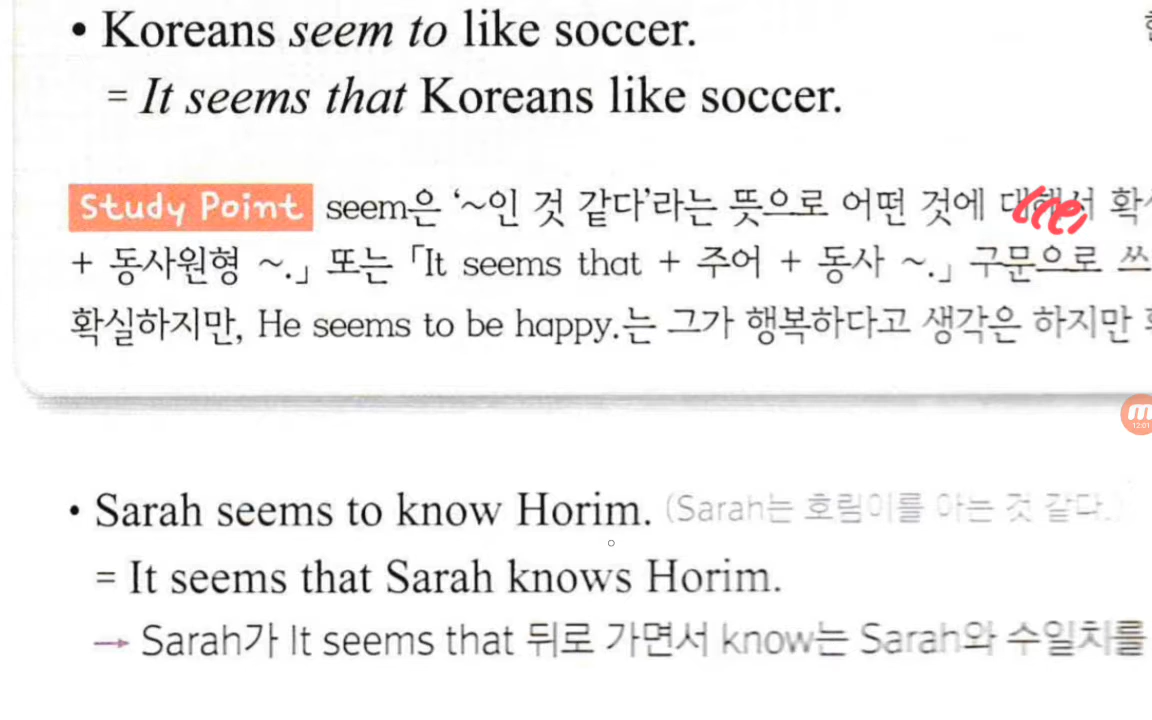 • Koreans seem to like soccer.
= It seems that Koreans like soccer.
Study Point seem은 '~인 것 같다'라는 뜻으로 어떤 것에 대해서
+ 동사원형 ~.」 또는 「It seems that + 주어 + 동사 ~.」 구문으로 쓰
확실하지만, He seems to be happy.는 그가 행복하다고 생각은 하지만
12:01
• Sarah seems to know Horim. (Sarah는 호림이를 아는 것 같다.)
= It seems that Sarah knows Horim.
→ Sarah가 It seems that 뒤로 가면서 know는 Sarah와 수일치를